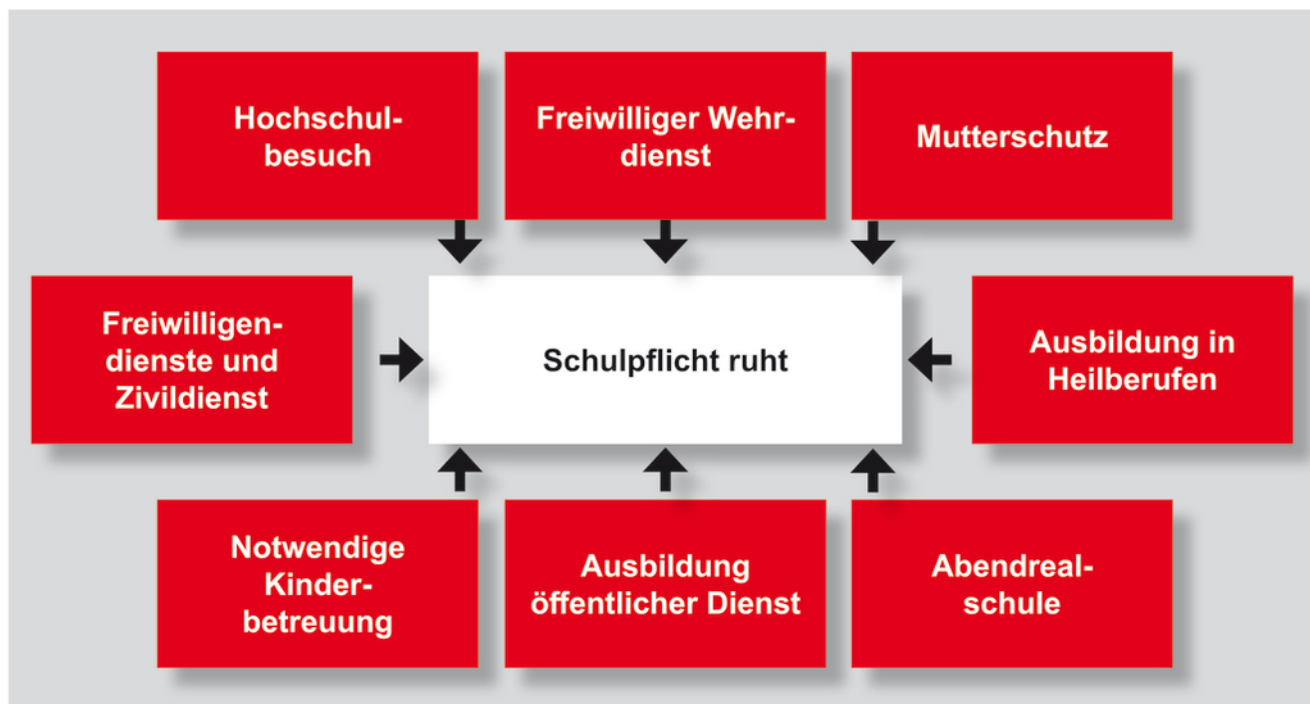 Hochschul-
besuch
Freiwilliger Wehr-
dienst
Mutterschutz
Freiwilligen-
dienste und
Zivildienst
Schulpflicht ruht
Ausbildung in
Heilberufen
Notwendige
Kinder-
betreuung
Ausbildung
öffentlicher Dienst
Abendreal-
schule